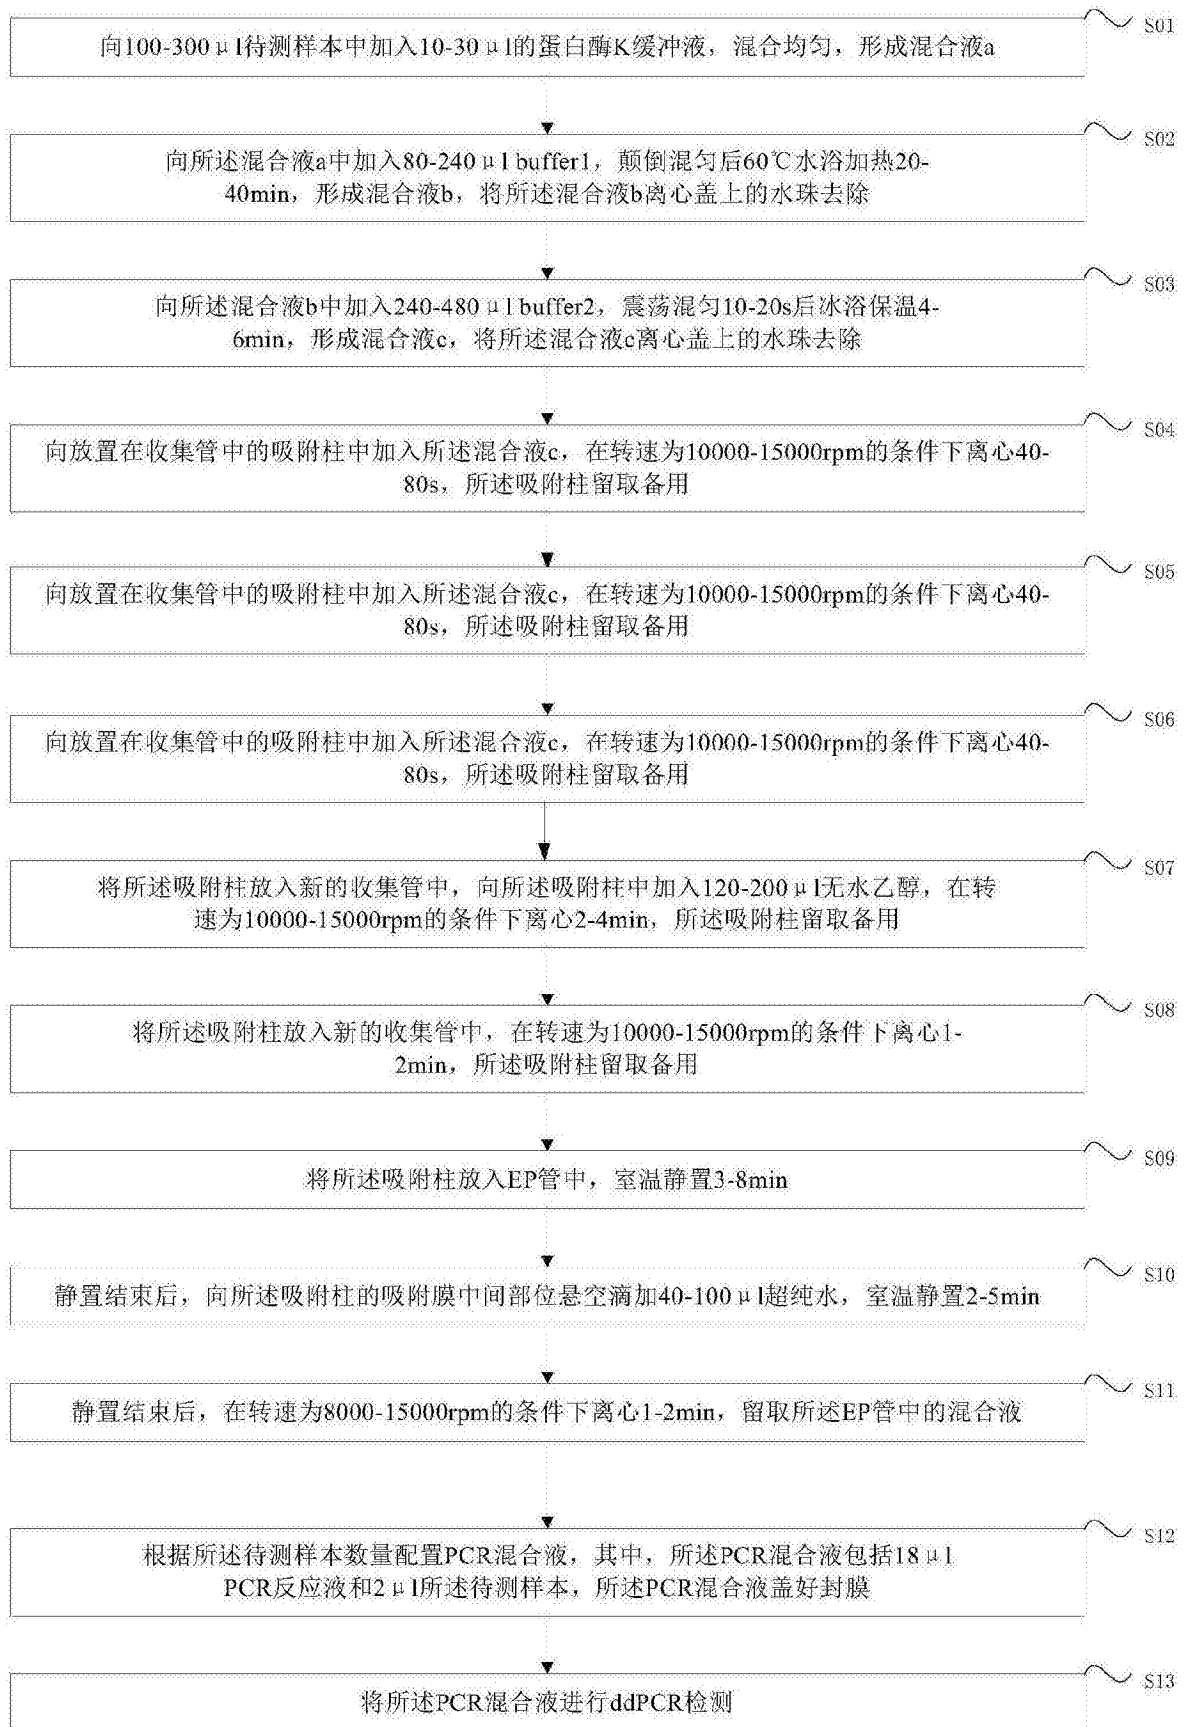 S01
向100-300μl待测样本中加入10-30μl的蛋白酶K缓冲液，混合均匀，形成混合液a
S02
向所述混合液a中加入80-240μl buffer1，颠倒混匀后60℃水浴加热20-
40min，形成混合液b，将所述混合液b离心盖上的水珠去除
S03
向所述混合液b中加入240-480μl buffer2，震荡混匀10-20s后冰浴保温4-
6min，形成混合液c，将所述混合液c离心盖上的水珠去除
S04
向放置在收集管中的吸附柱中加入所述混合液c，在转速为10000-15000rpm的条件下离心40-
80s，所述吸附柱留取备用
S05
向放置在收集管中的吸附柱中加入所述混合液c，在转速为10000-15000rpm的条件下离心40-
80s，所述吸附柱留取备用
S06
向放置在收集管中的吸附柱中加入所述混合液c，在转速为10000-15000rpm的条件下离心40-
80s，所述吸附柱留取备用
S07
将所述吸附柱放入新的收集管中，向所述吸附柱中加入120-200μl无水乙醇，在转
速为10000-15000rpm的条件下离心2-4min，所述吸附柱留取备用
S08
将所述吸附柱放入新的收集管中，在转速为10000-15000rpm的条件下离心1-
2min，所述吸附柱留取备用
S09
将所述吸附柱放入EP管中，室温静置3-8min
S10
静置结束后，向所述吸附柱的吸附膜中间部位悬空滴加40-100μl超纯水，室温静置2-5min
S11
静置结束后，在转速为8000-15000rpm的条件下离心1-2min，留取所述EP管中的混合液
S12
根据所述待测样本数量配置PCR混合液，其中，所述PCR混合液包括18μl
PCR反应液和2μl所述待测样本，所述PCR混合液盖好封膜
S13
将所述PCR混合液进行ddPCR检测